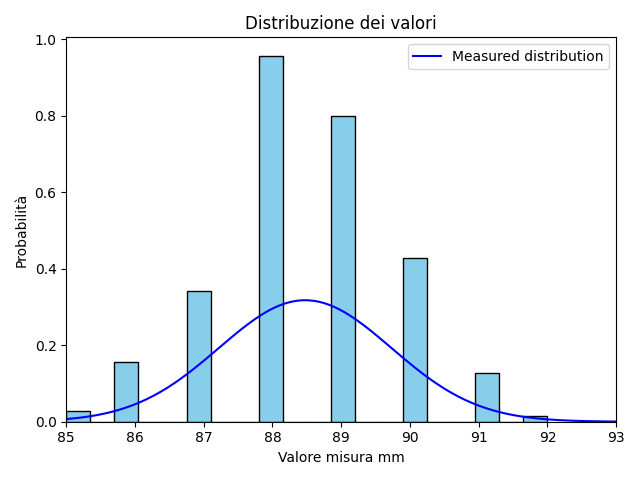 Distribuzione dei valori
Measured distribution
Probabilità
1.0
0.8
0.6
0.4
0.2
0.0
85 86 87 88 89 90 91 92 93
Valore misura mm